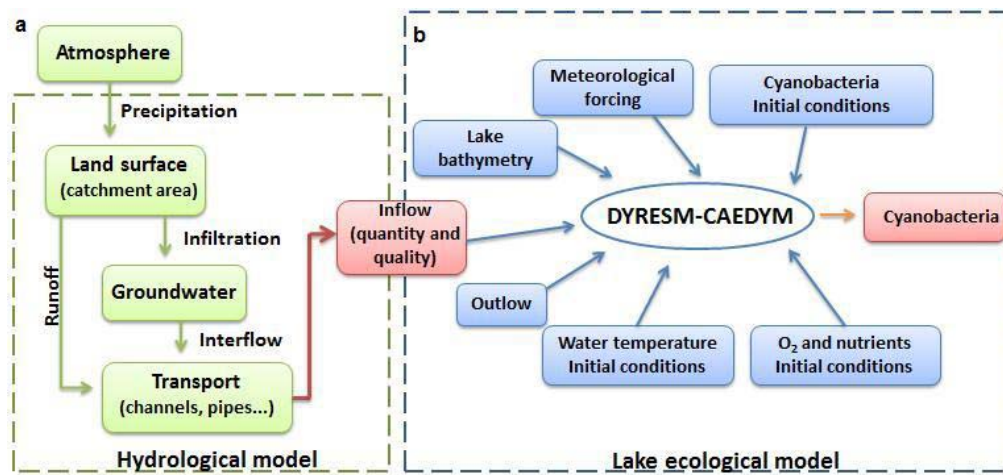 a
Atmosphere
Precipitation
Land surface
(catchment area)
Infiltration
Runoff
Groundwater
Interflow
Transport
(channels, pipes...)
Hydrological model
Inflow
(quantity and
quality)
b
Meteorological
forcing
Cyanobacteria
Initial conditions
Lake
bathymetry
DYRESM-CAEDYM
Cyanobacteria
Outlow
Water temperature
Initial conditions
O₂ and nutrients
Initial conditions
Lake ecological model